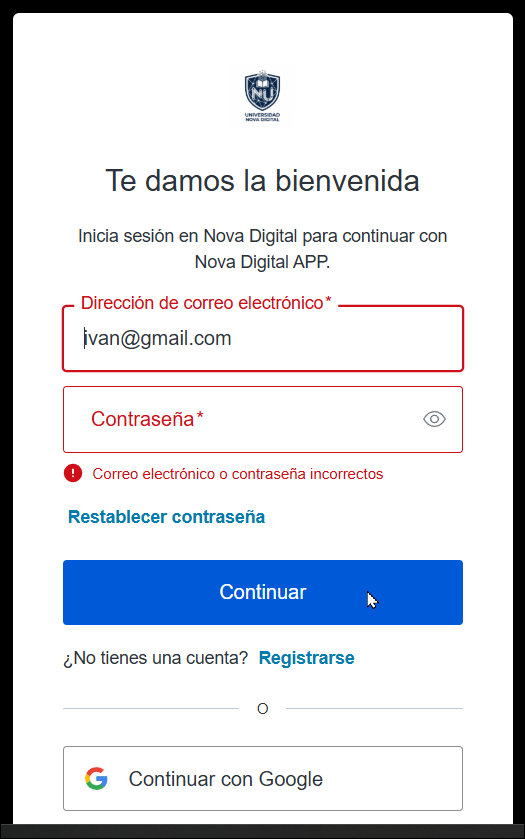 NU
UNIVERSIDAD
NOVA DIGITAL
Te damos la bienvenida
Inicia sesión en Nova Digital para continuar con
Nova Digital APP.
Dirección de correo electrónico*
ivan@gmail.com
Contraseña*
Correo electrónico o contraseña incorrectos
Restablecer contraseña
Continuar
¿No tienes una cuenta? Registrarse
O
Continuar con Google